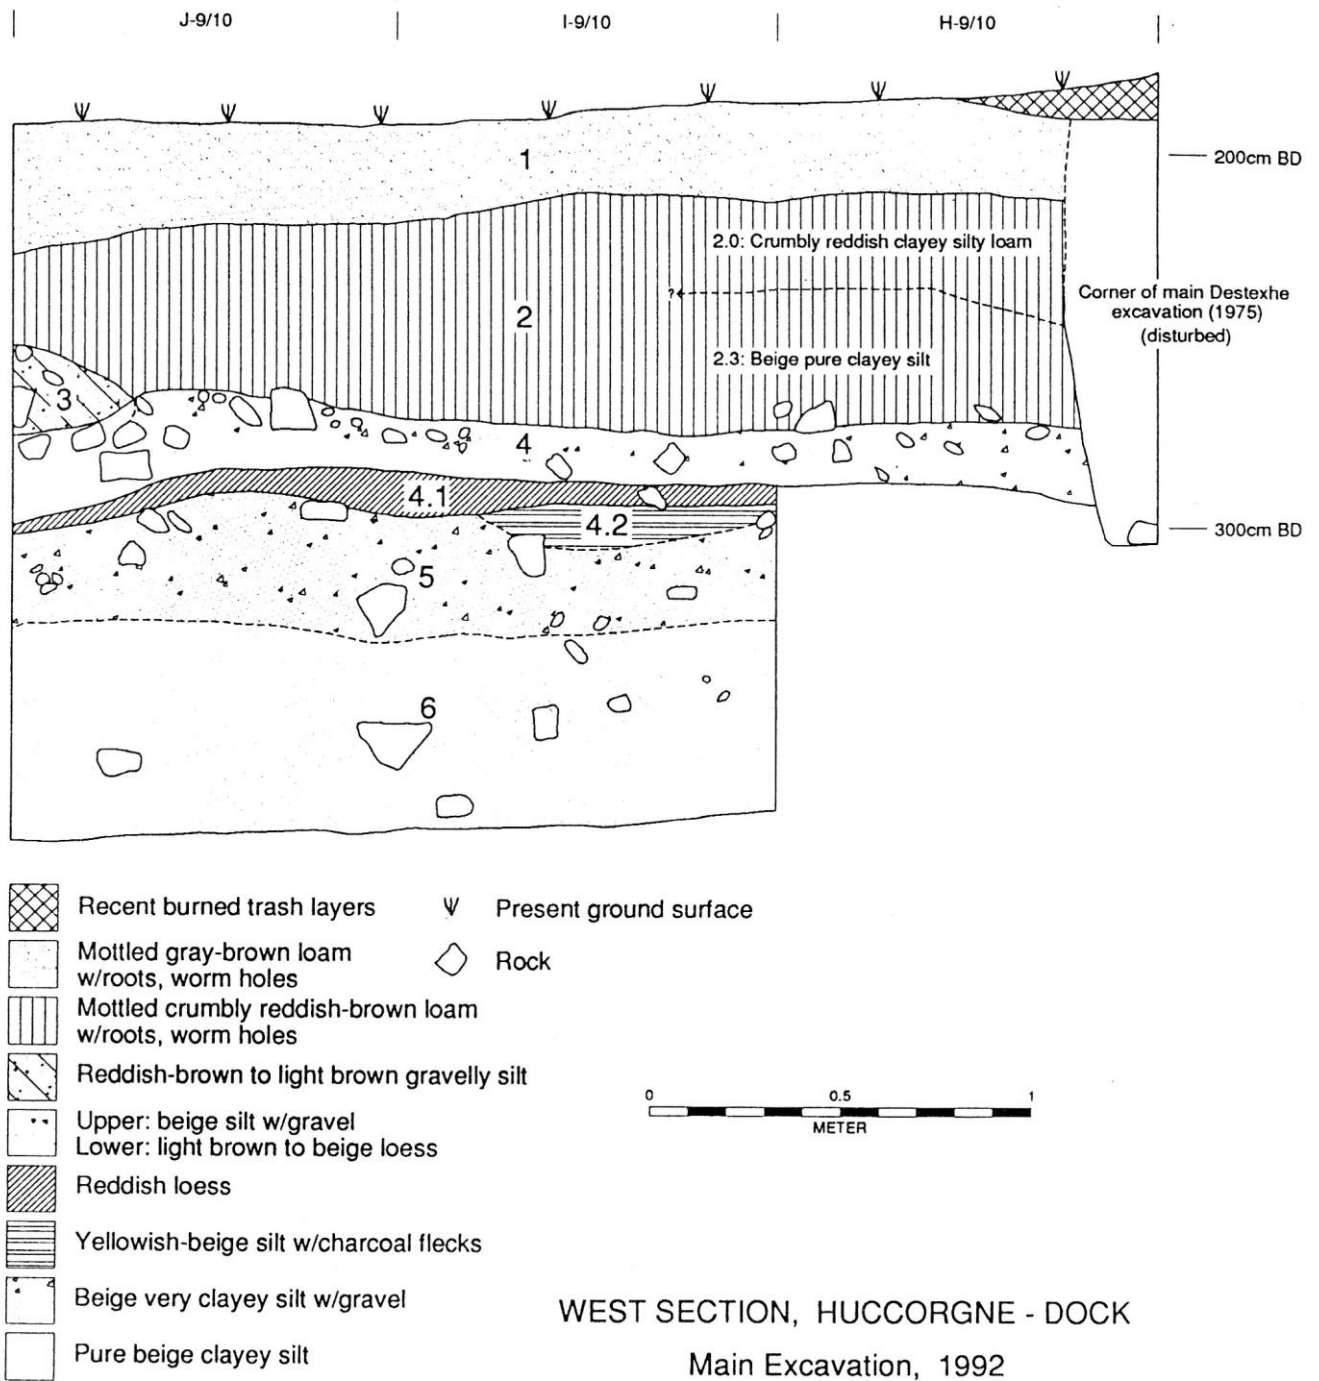 J-9/10
I-9/10
H-9/10
1
200cm BD
2.0: Crumbly reddish clayey silty loam
?
Corner of main Destexhe
excavation (1975)
(disturbed)
2
2.3: Beige pure clayey silt
3
4
4.1
4.2
300cm BD
5
6
Recent burned trash layers
Present ground surface
Mottled gray-brown loam
w/roots, worm holes
Rock
Mottled crumbly reddish-brown loam
w/roots, worm holes
Reddish-brown to light brown gravelly silt
Upper: beige silt w/gravel
Lower: light brown to beige loess
Reddish loess
Yellowish-beige silt w/charcoal flecks
Beige very clayey silt w/gravel
Pure beige clayey silt
0 0.5 1
METER
WEST SECTION, HUCCORGNE - DOCK
Main Excavation, 1992